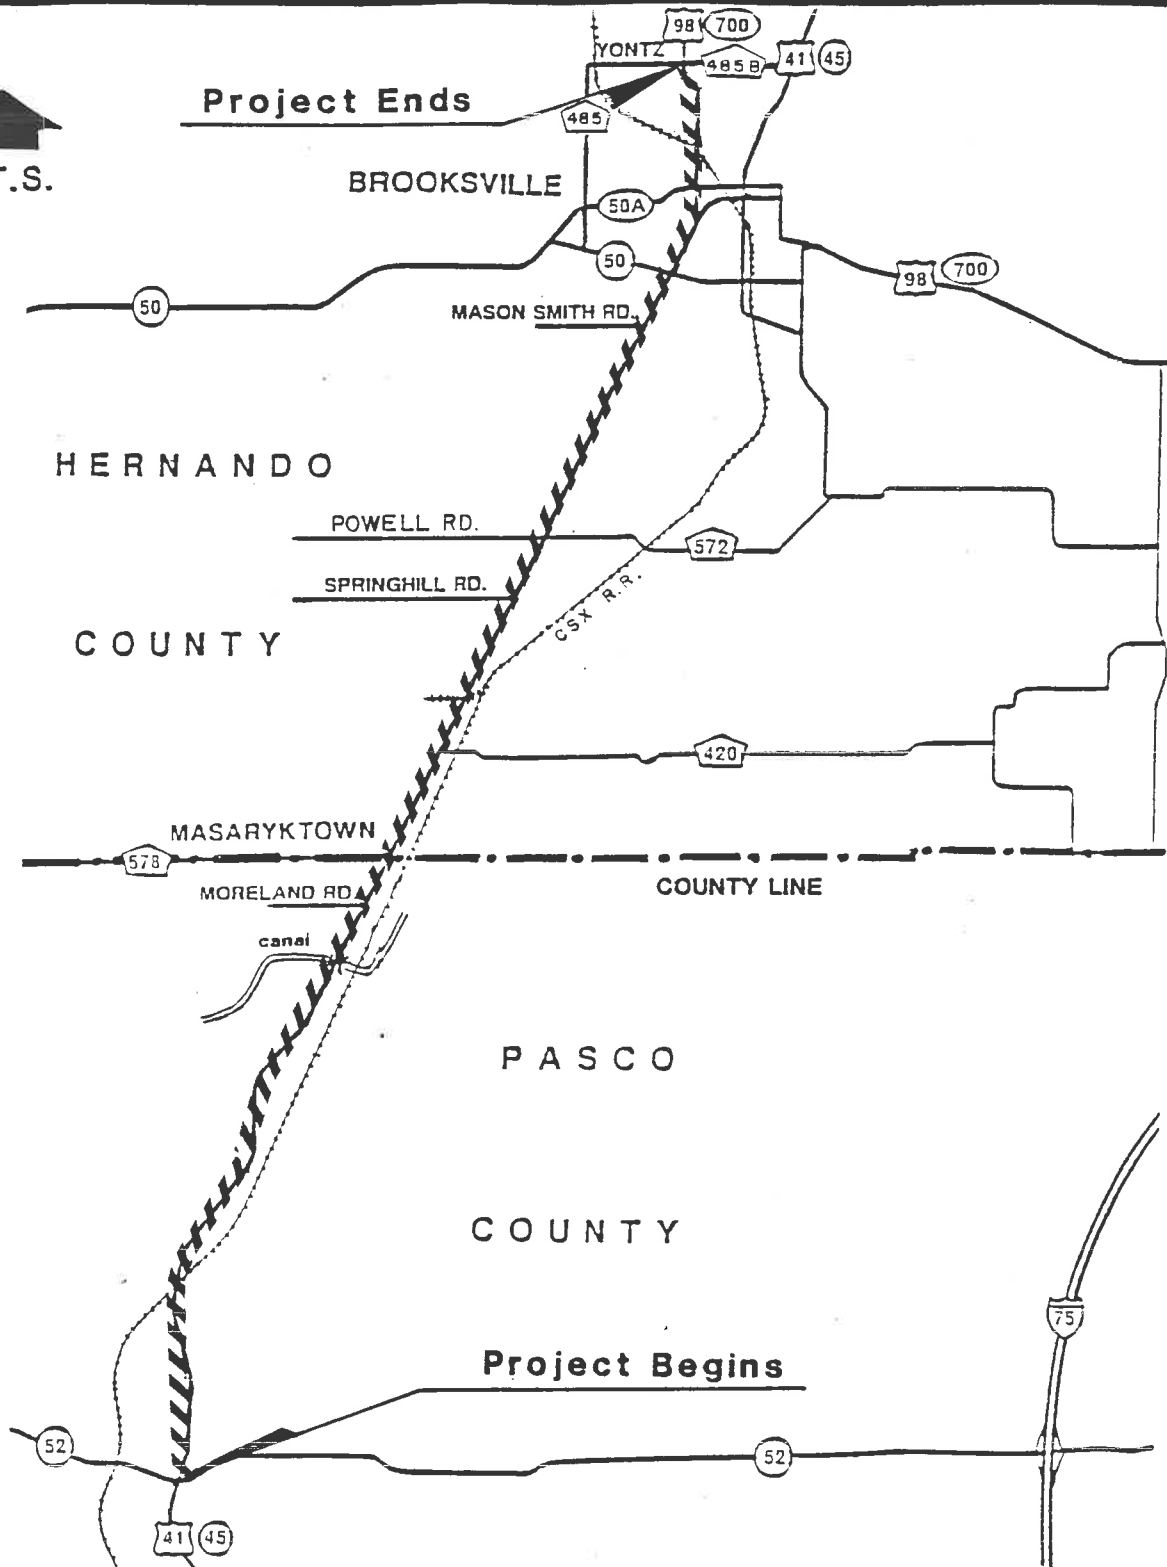 98 700
YONTZ
485B
41 45
Project Ends
485
T.S.
BROOKSVILLE
50A
50
98 700
50
MASON SMITH RD.
HERNANDO
POWELL RD.
572
SPRINGHILL RD.
CSX R.R.
COUNTY
420
MASARYKTOWN
578
COUNTY LINE
MORELAND RD
canal
PASCO
COUNTY
75
Project Begins
52
52
41 45